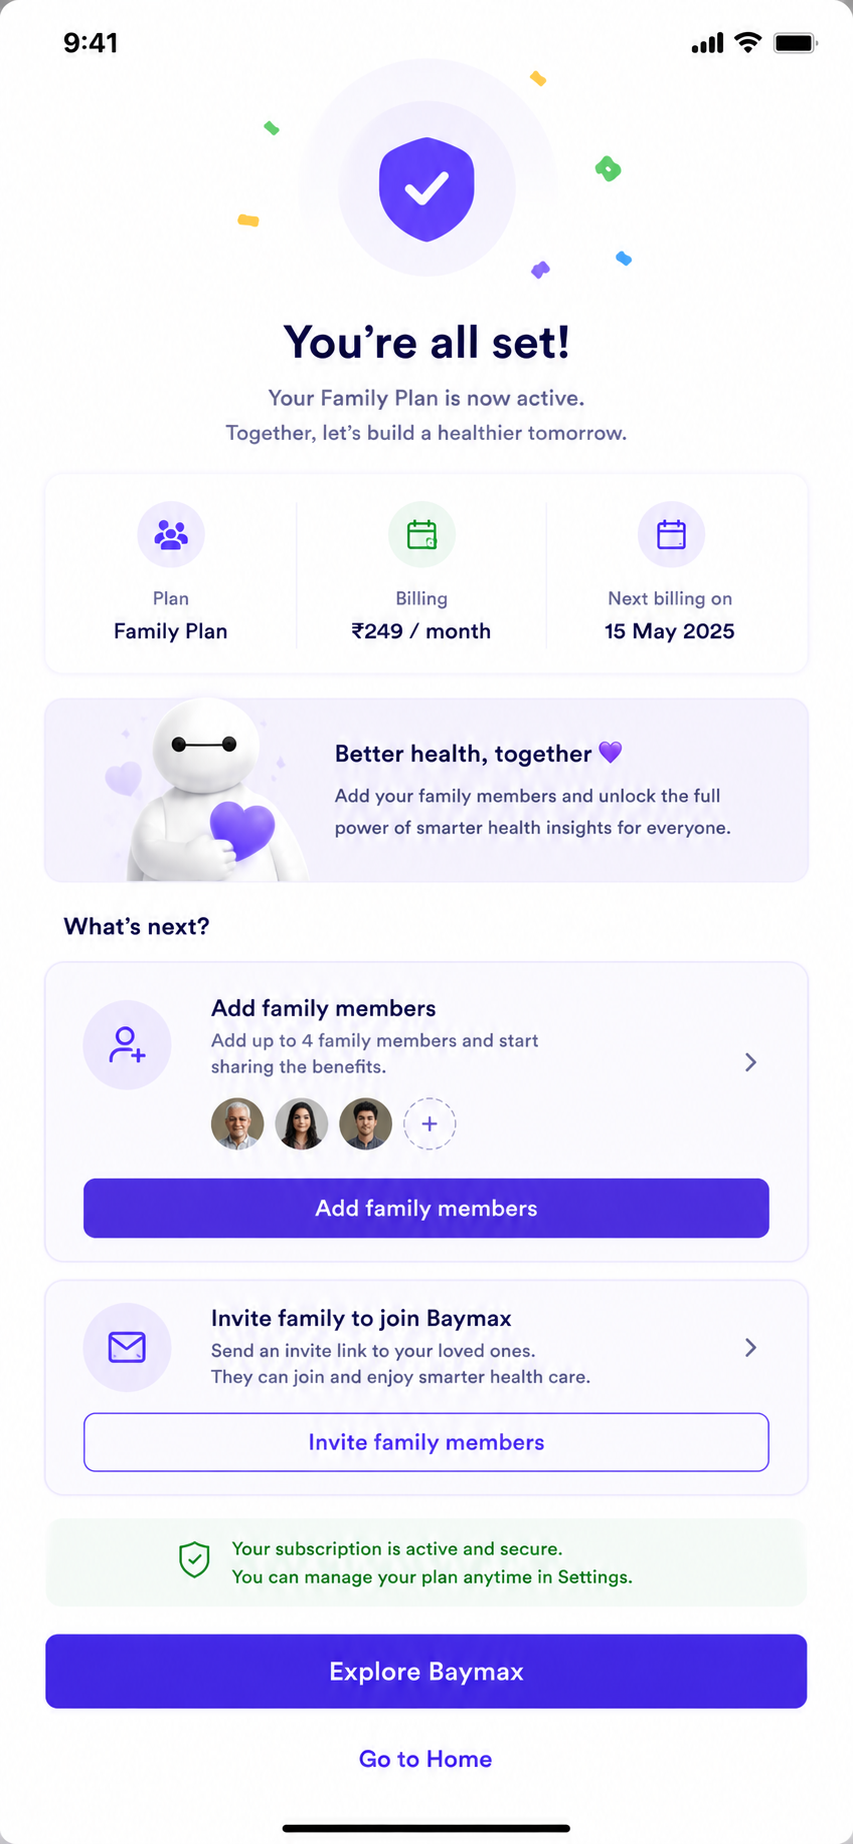 9:41
You’re all set!
Your Family Plan is now active.
Together, let’s build a healthier tomorrow.
Plan
Family Plan
Billing
₹249 / month
Next billing on
15 May 2025
Better health, together 💜
Add your family members and unlock the full
power of smarter health insights for everyone.
What’s next?
Add family members
Add up to 4 family members and start
sharing the benefits.
Add family members
Invite family to join Baymax
Send an invite link to your loved ones.
They can join and enjoy smarter health care.
Invite family members
Your subscription is active and secure.
You can manage your plan anytime in Settings.
Explore Baymax
Go to Home